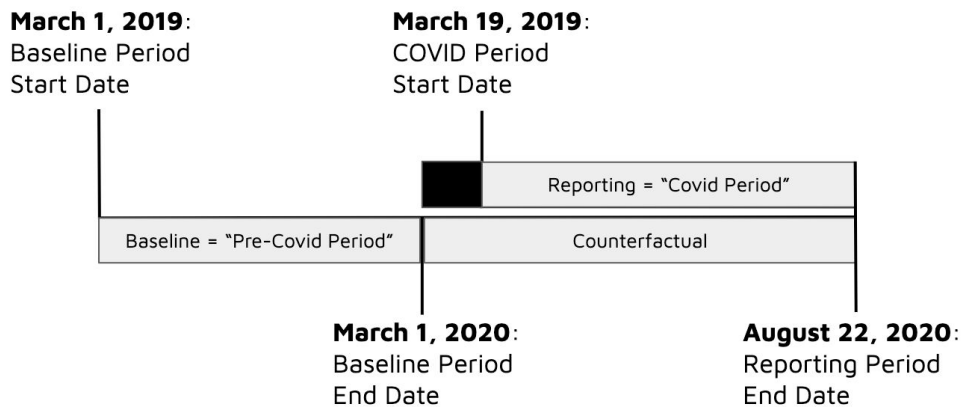 March 1, 2019:
Baseline Period
Start Date
March 19, 2019:
COVID Period
Start Date
Reporting = “Covid Period”
Baseline = “Pre-Covid Period”
Counterfactual
March 1, 2020:
Baseline Period
End Date
August 22, 2020:
Reporting Period
End Date